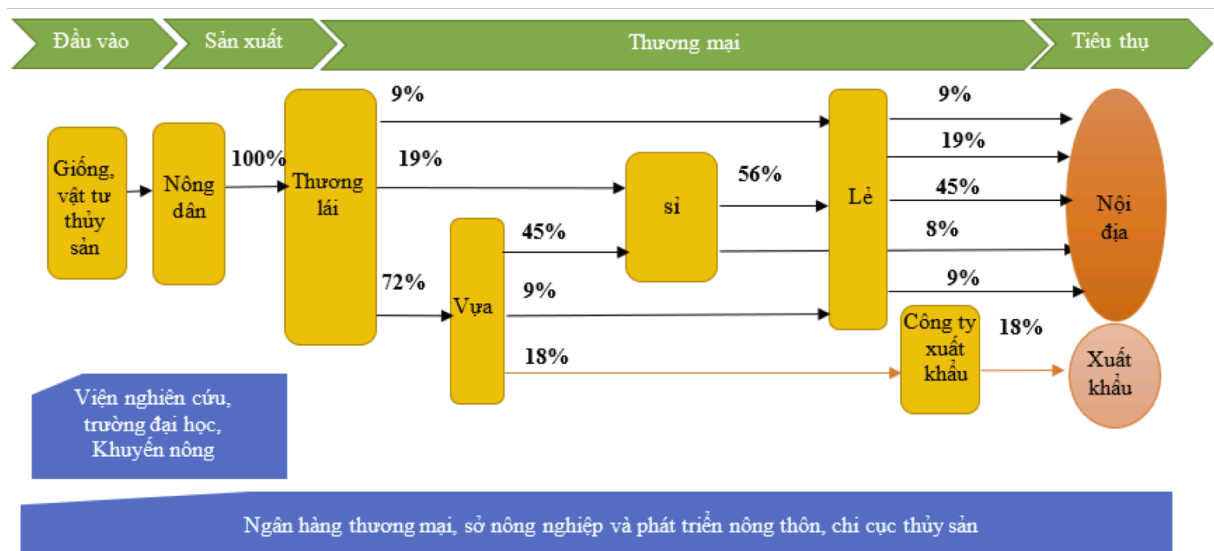 Đầu vào
Sản xuất
Thương mại
Tiêu thụ
Giống,
vật tư
thủy
sản
Nông
dân
100%
Thương
lái
9%
19%
72%
Vựa
45%
9%
18%
sỉ
56%
Lẻ
9%
19%
45%
8%
9%
Nội
địa
Công ty
xuất
khẩu
18%
Xuất
khẩu
Viện nghiên cứu,
trường đại học,
Khuyến nông
Ngân hàng thương mại, sở nông nghiệp và phát triển nông thôn, chi cục thủy sản